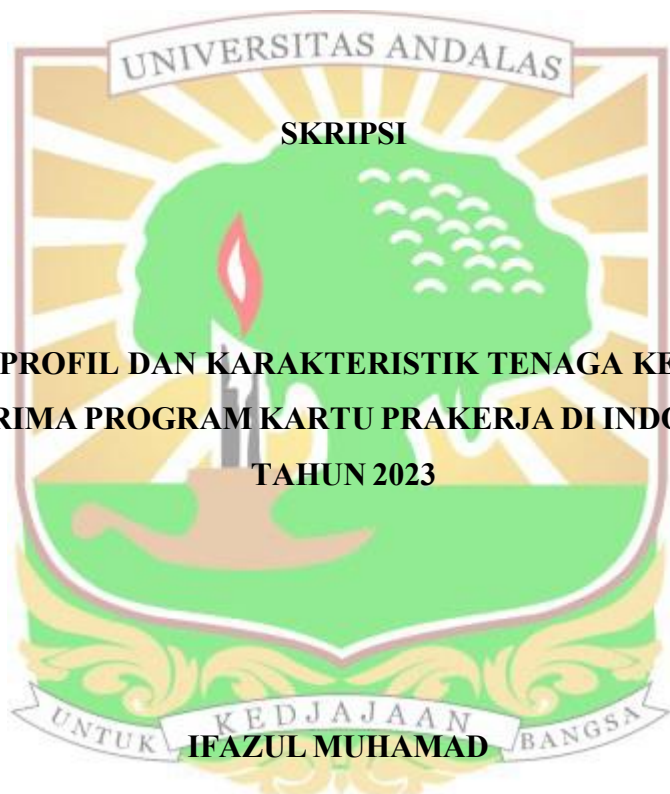 UNIVERSITAS ANDALAS
SKRIPSI
PROFIL DAN KARAKTERISTIK TENAGA KE
RIMA PROGRAM KARTU PRAKERJA DI INDO
TAHUN 2023
UNTUK KEDJAJAAN BANGSA
IFAZUL MUHAMAD